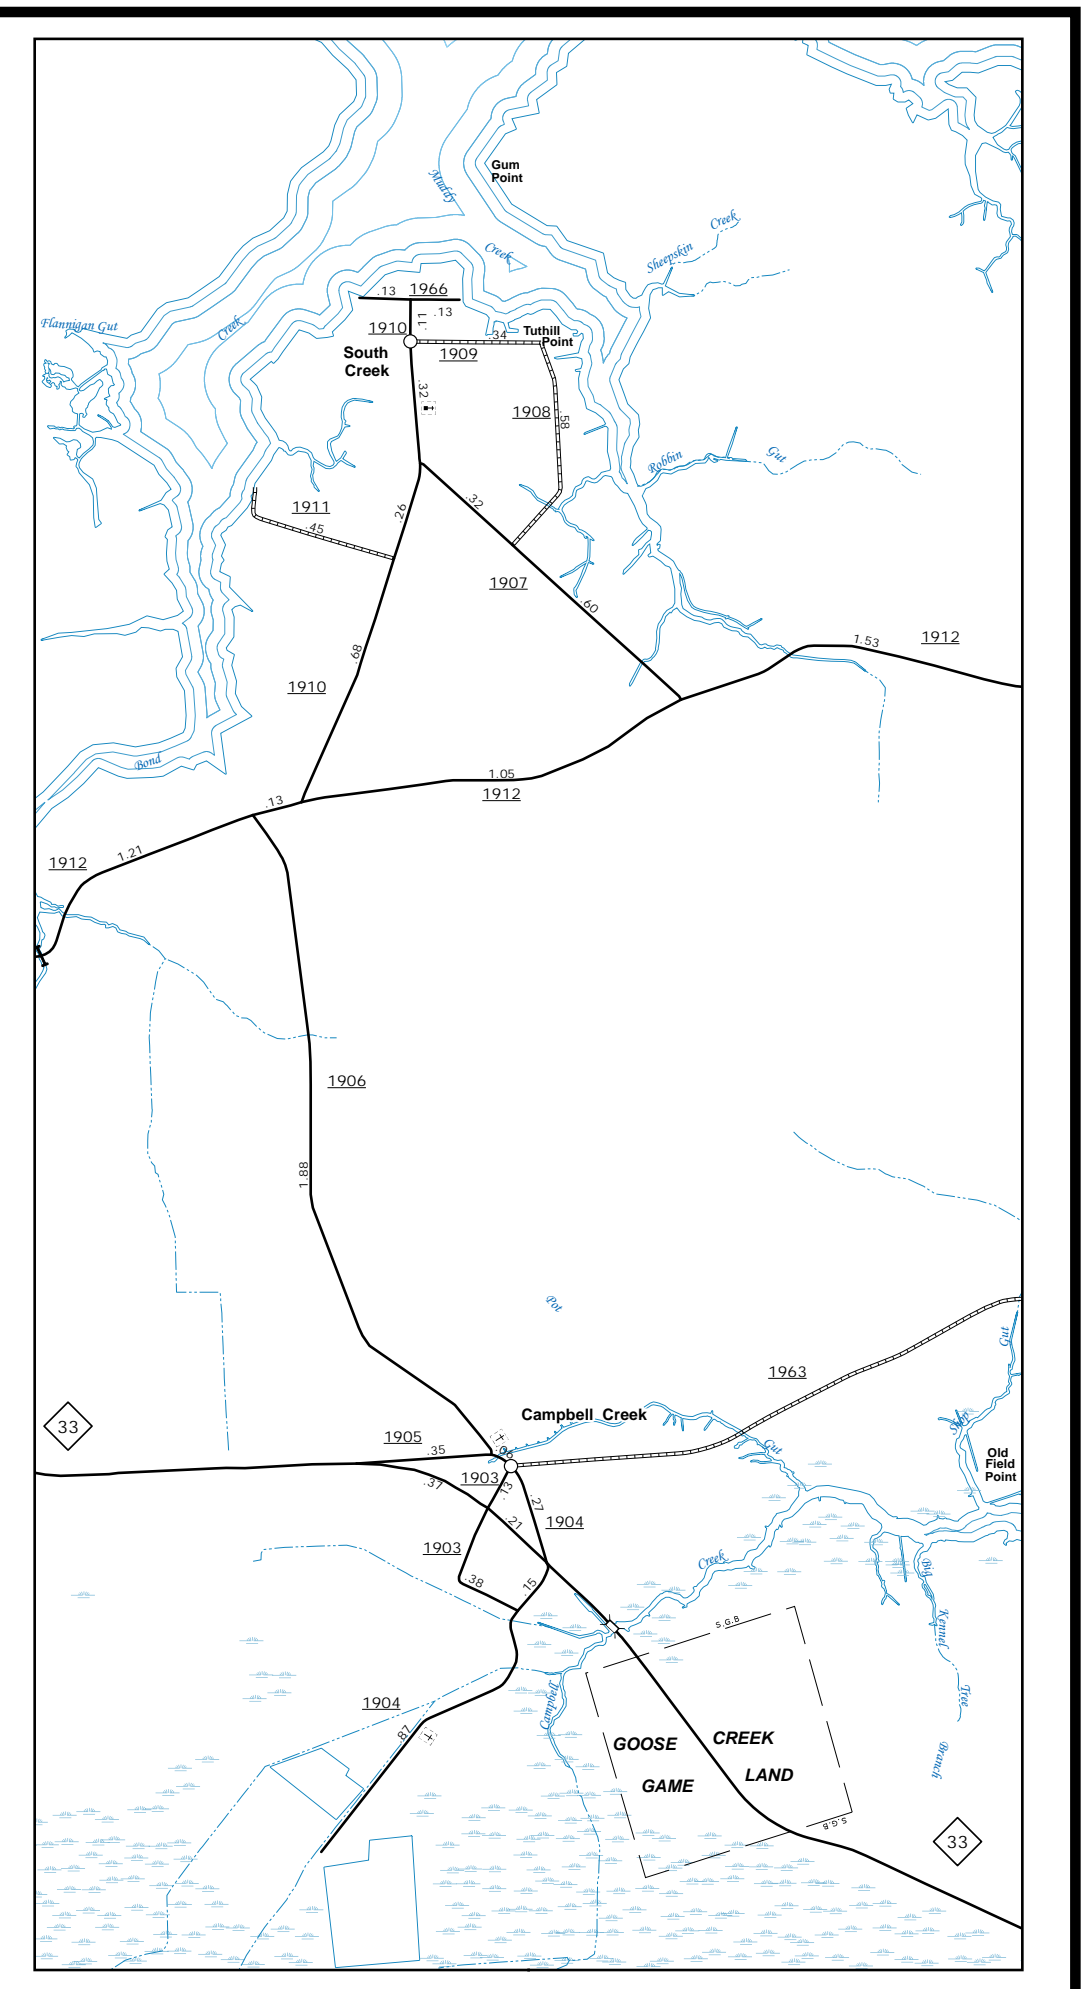 Gum
Point
Muddy
Creek
Sheepskin
Creek
Creek
.13
1966
.13
.11
1910
Flannigan Gut
Creek
South
Creek
.34
1909
Tuthill
Point
.32
1908
.58
Robbin
Gut
1911
.45
.26
.32
1907
.60
.68
1910
1.53
1912
Bond
1.05
1912
.13
1.21
1912
1906
1.88
Pot
Gut
1963
33
Campbell Creek
1905
.35
.06
Gut
Shop
Old
Field
Point
.37
1903
.13
.27
.21
1904
1903
.38
.15
Creek
Big
Kennel
Tree
Branch
S.G.B
1904
.87
Campbell
GOOSE
CREEK
GAME
LAND
S.G.B
33